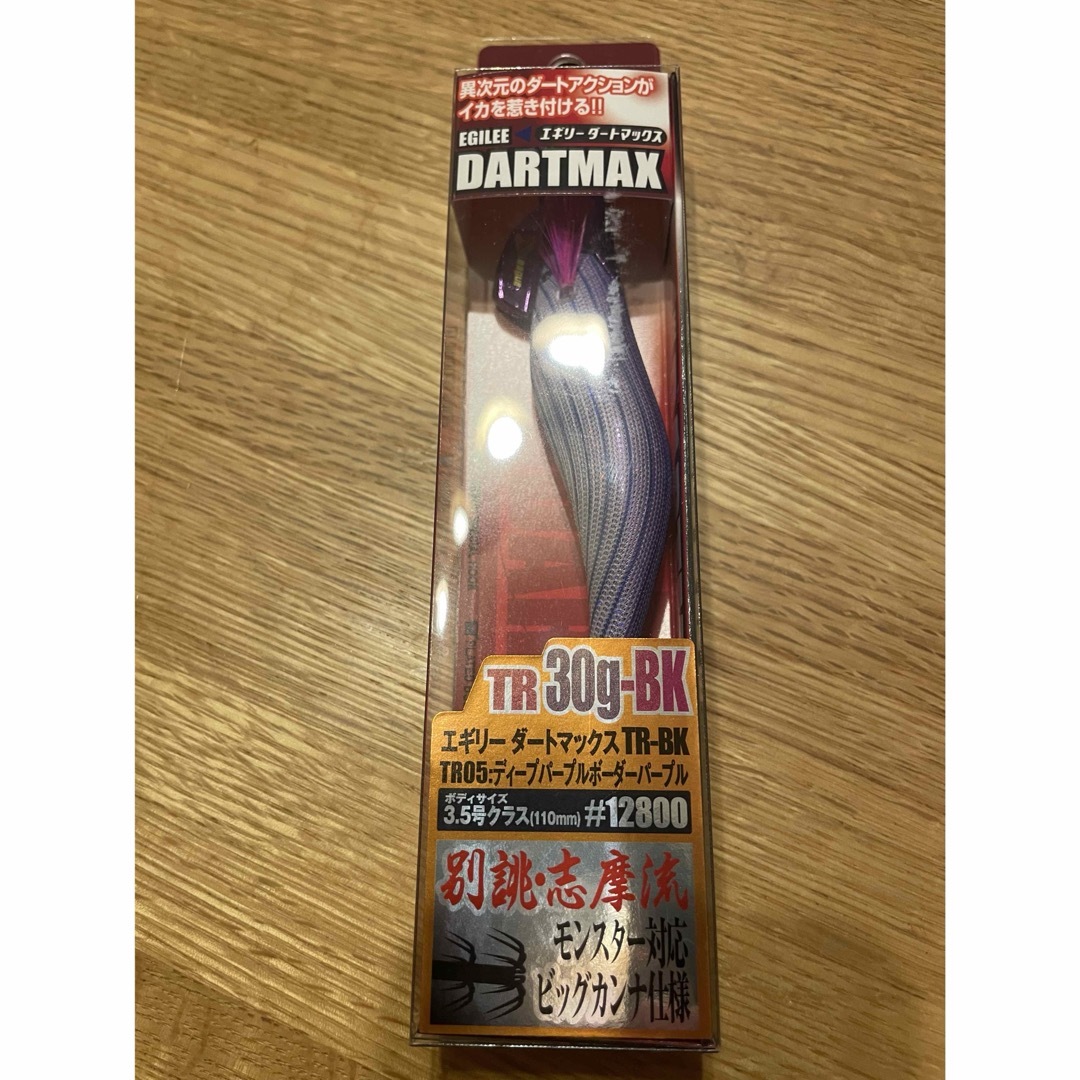 異次元のダートアクションが
イカを惹き付ける!!
EGILEE エギリー ダートマックス
DARTMAX
TR 30g-BK
エギリー ダートマックス TR-BK
TR05:ディープパープルボーダーパープル
ボディサイズ
3.5号クラス(110mm) #12800
別誂・志摩流
モンスター対応
ビッグカンナ仕様